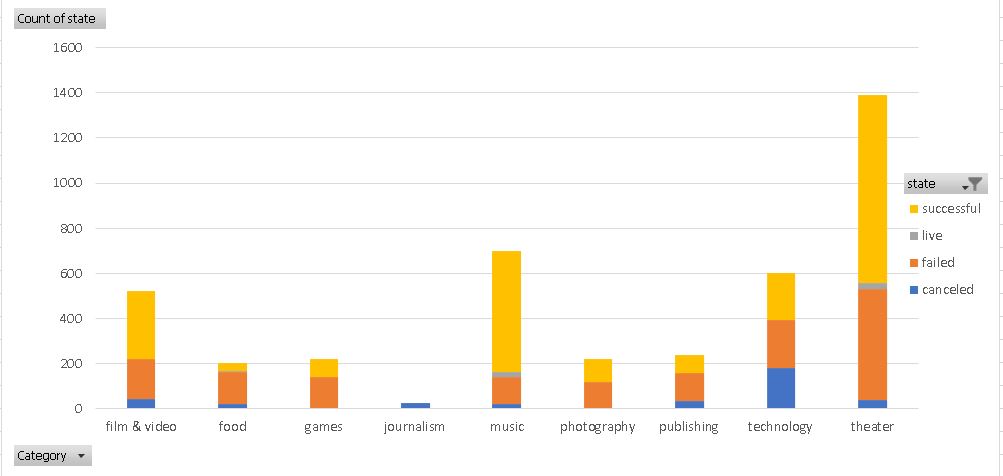 Count of state
1600
1400
1200
1000
800
600
400
200
0
film & video food games journalism music photography publishing technology theater
state
successful
live
failed
canceled
Category